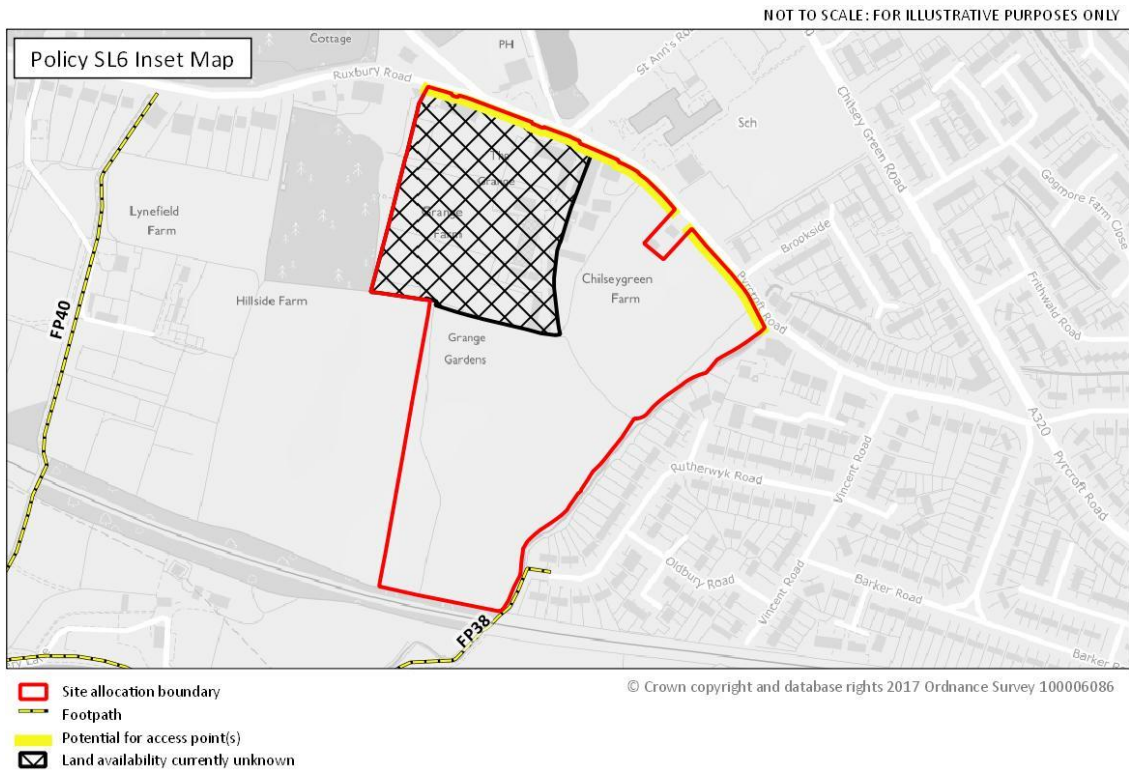 NOT TO SCALE: FOR ILLUSTRATIVE PURPOSES ONLY
Policy SL6 Inset Map
Cottage
PH
Ruxbury Road
St Ann's Ro
Sch
Chilsey Green Road
Gogmore Farm Close
The
Grange
Grange
Farm
Lynefield
Farm
Brookside
Frithwald Road
Chilseygreen
Farm
Hillside Farm
FP40
Pyrcroft Road
Grange
Gardens
A320
Pyrcroft Road
Rutherwyk Road
Vincent Road
Oldbury Road
Vincent Road
Barker Road
FP38
Barker Road
ry Lane
Site allocation boundary
© Crown copyright and database rights 2017 Ordnance Survey 100006086
Footpath
Potential for access point(s)
Land availability currently unknown